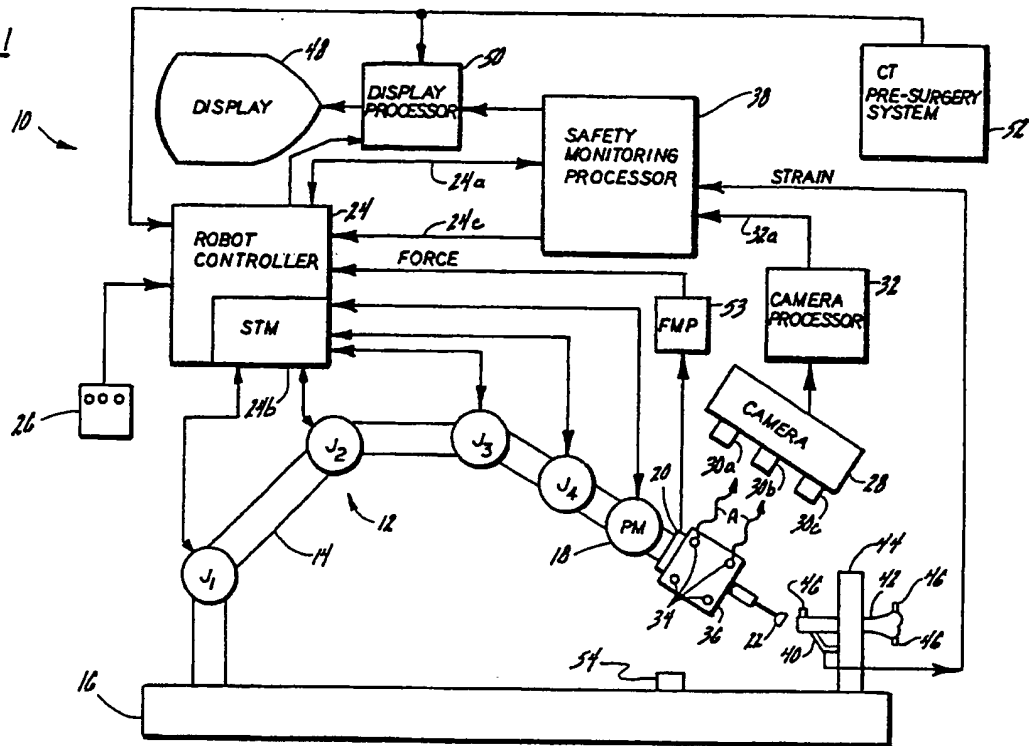 1
10
48
DISPLAY
50
DISPLAY
PROCESSOR
38
SAFETY
MONITORING
PROCESSOR
CT
PRE-SURGERY
SYSTEM
52
24a
STRAIN
24
24c
32a
ROBOT
CONTROLLER
FORCE
STM
53
FMP
32
CAMERA
PROCESSOR
26
24b
J2
J3
J4
CAMERA
30a
30b
30c
28
20
A
PM
18
12
14
J1
34
36
22
44
46
42
46
40
46
54
16